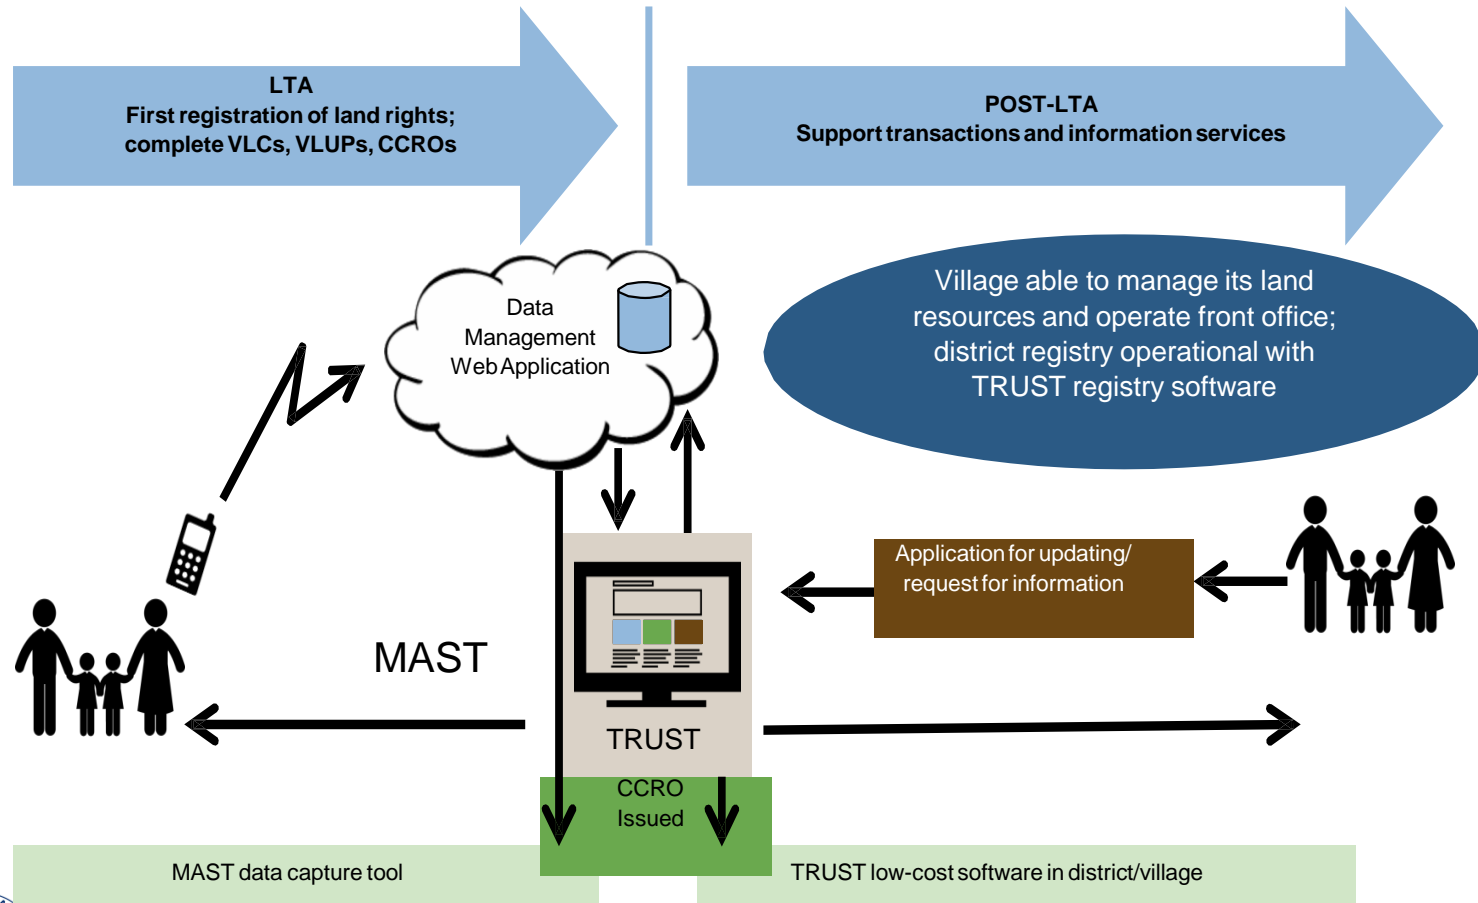 LTA
First registration of land rights;
complete VLCs, VLUPs, CCROs
POST-LTA
Support transactions and information services
Data
Management
Web Application
Village able to manage its land
resources and operate front office;
district registry operational with
TRUST registry software
Application for updating/
request for information
MAST
TRUST
CCRO
Issued
MAST data capture tool
TRUST low-cost software in district/village